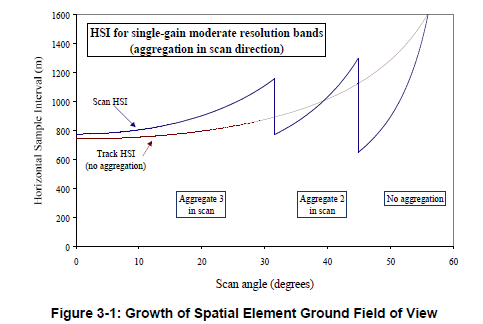 HSI for single-gain moderate resolution bands
(aggregation in scan direction)
Horizontal Sample Interval (m)
1600
1400
1200
1000
800
600
400
200
0
Scan HSI
Track HSI
(no aggregation)
Aggregate 3
in scan
Aggregate 2
in scan
No aggregation
0
10
20
30
40
50
60
Scan angle (degrees)
Figure 3-1: Growth of Spatial Element Ground Field of View